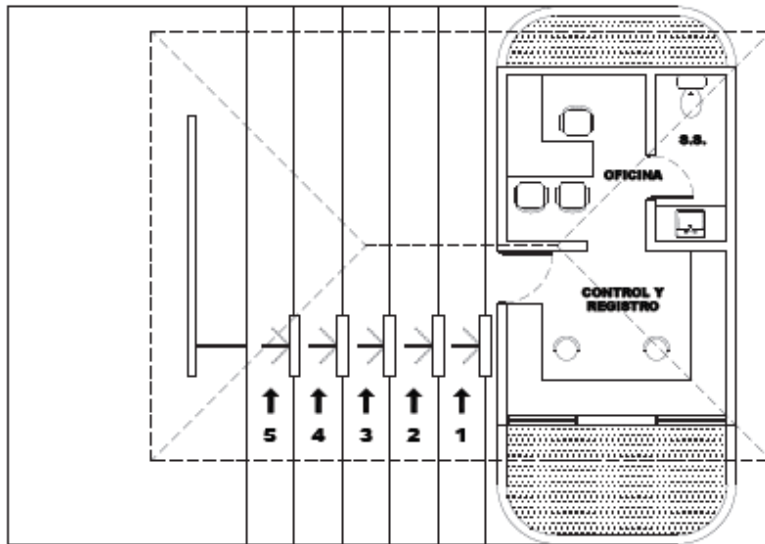 S.S.
OFICINA
CONTROL Y
REGISTRO
5 4 3 2 1